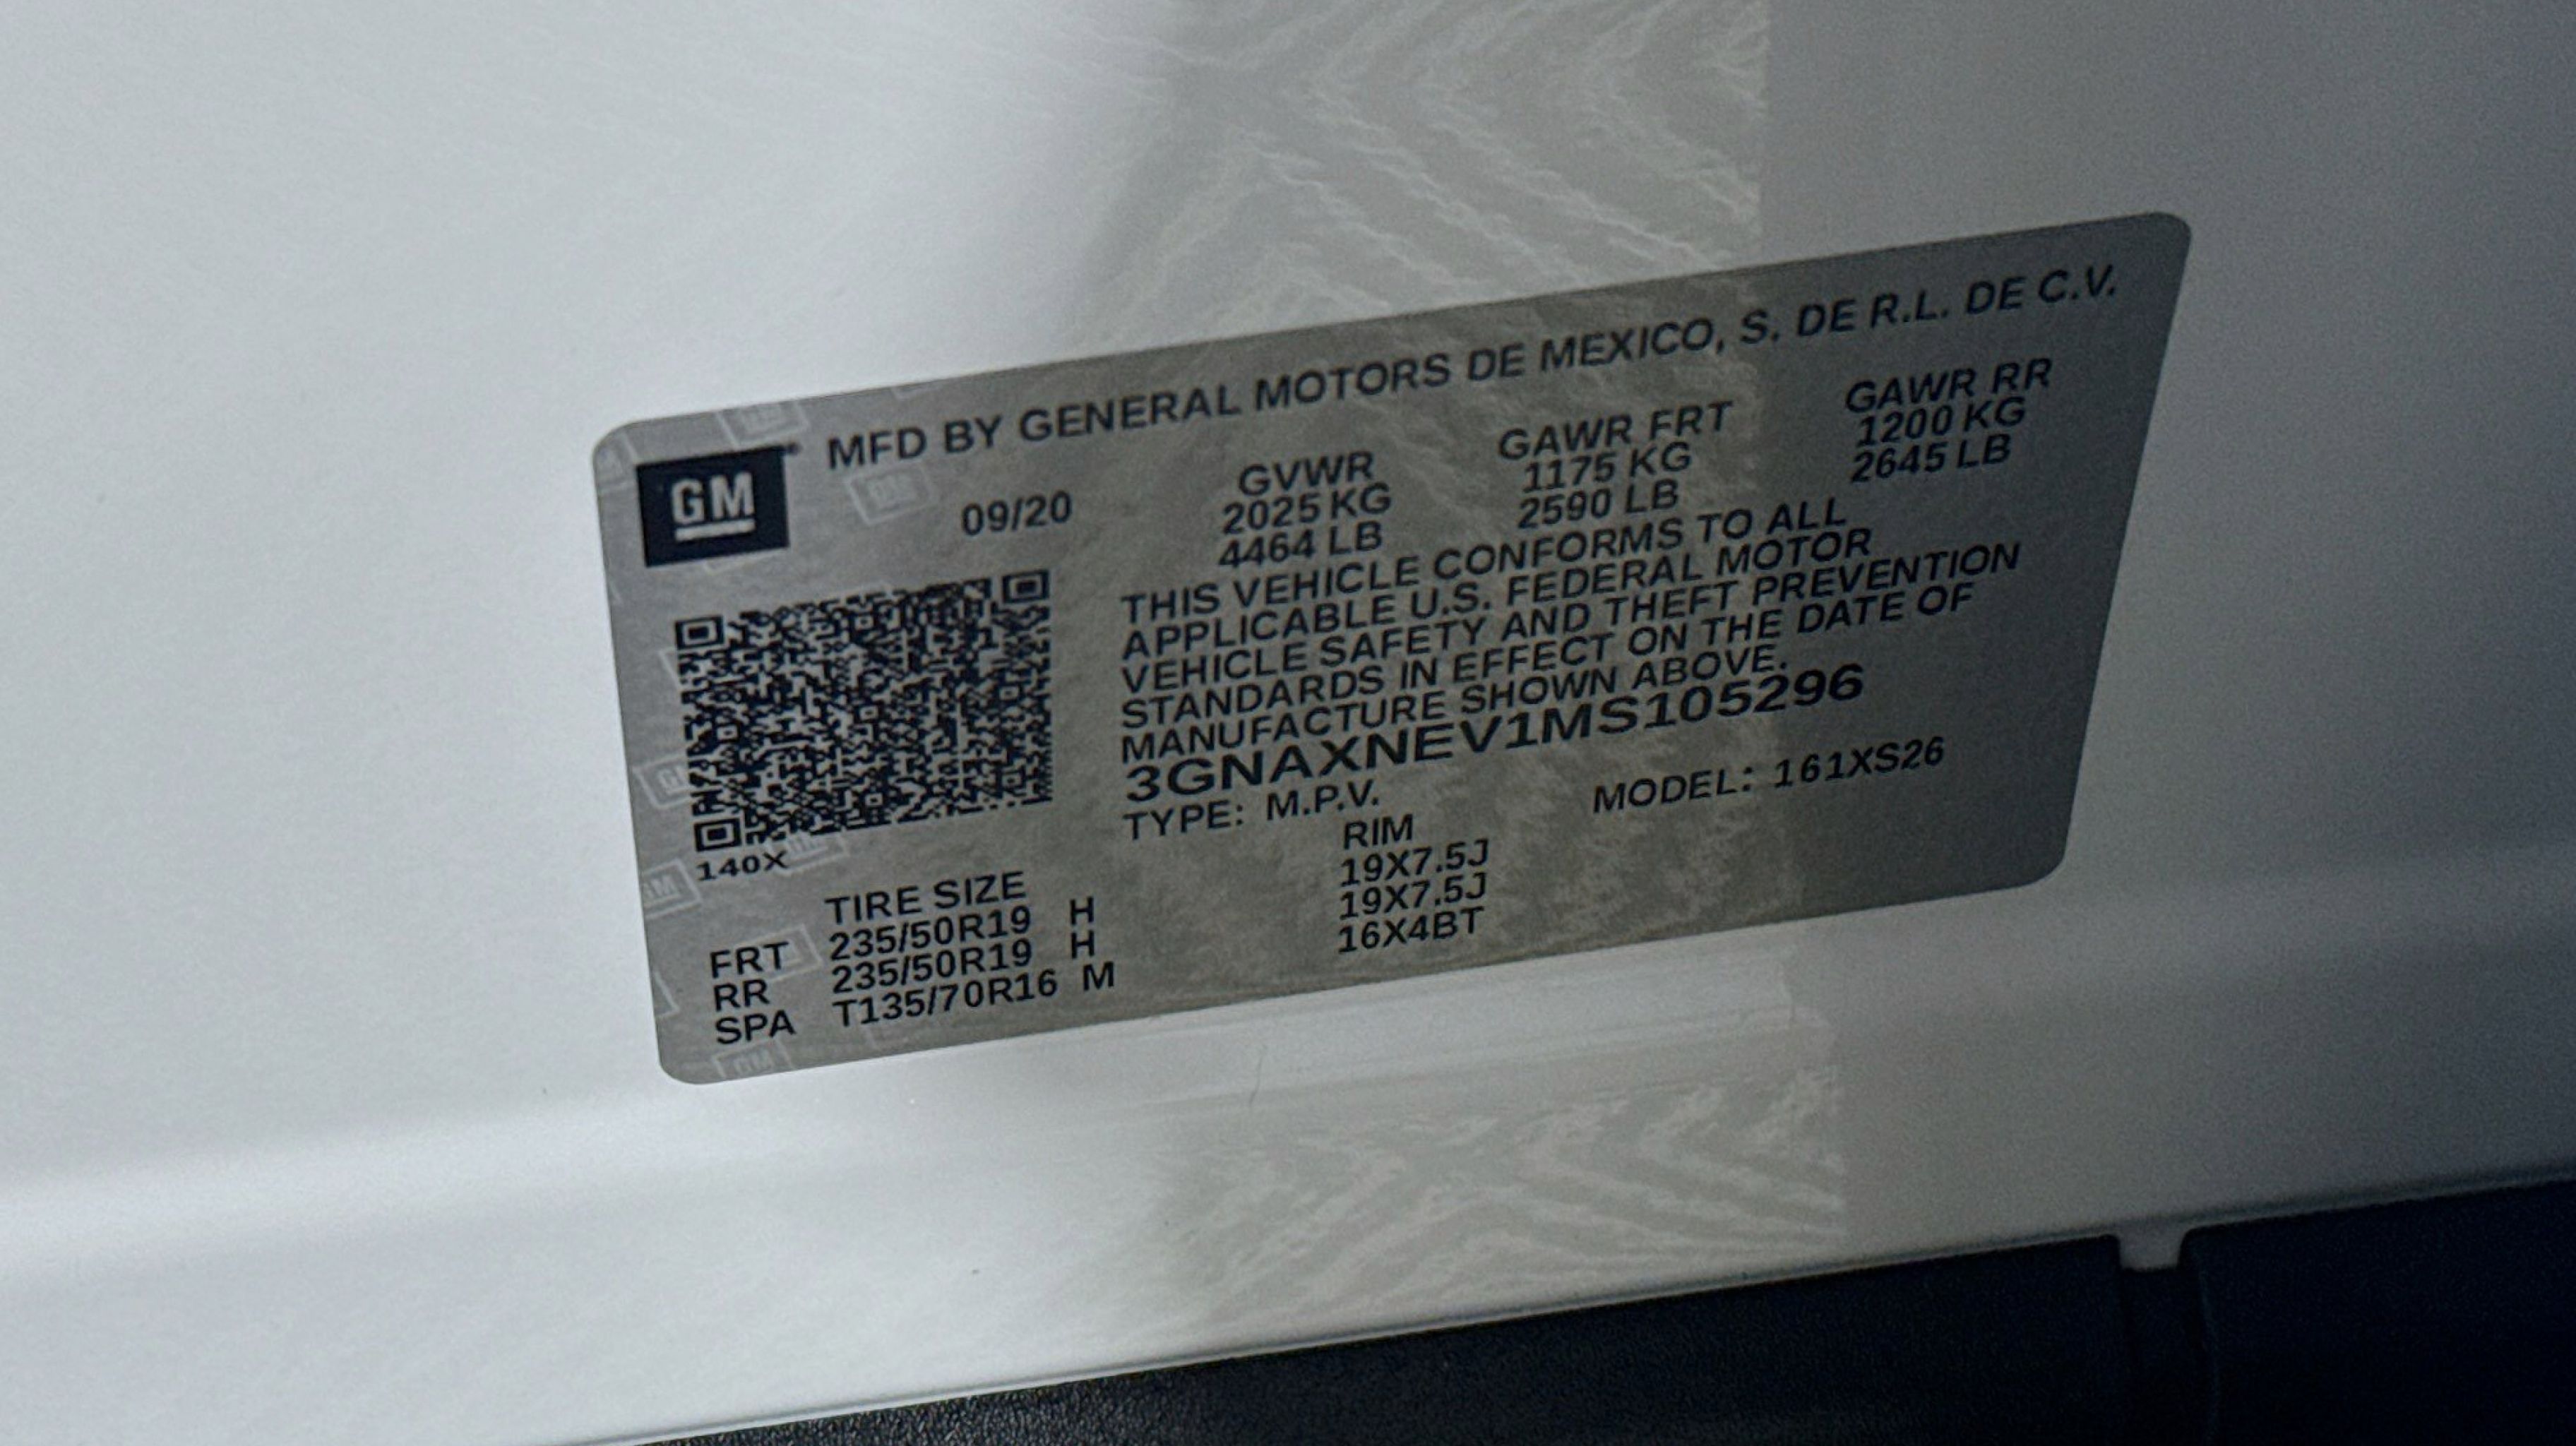 GM
MFD BY GENERAL MOTORS DE MEXICO, S. DE R.L. DE C.V.
09/20
GVWR GAWR FRT GAWR RR
2025 KG 1175 KG 1200 KG
4464 LB 2590 LB 2645 LB
THIS VEHICLE CONFORMS TO ALL
APPLICABLE U.S. FEDERAL MOTOR
VEHICLE SAFETY AND THEFT PREVENTION
STANDARDS IN EFFECT ON THE DATE OF
MANUFACTURE SHOWN ABOVE.
3GNAXNEV1MS105296
TYPE: M.P.V. MODEL: 161XS26
140X
TIRE SIZE RIM
FRT 235/50R19 H 19X7.5J
RR 235/50R19 H 19X7.5J
SPA T135/70R16 M 16X4BT